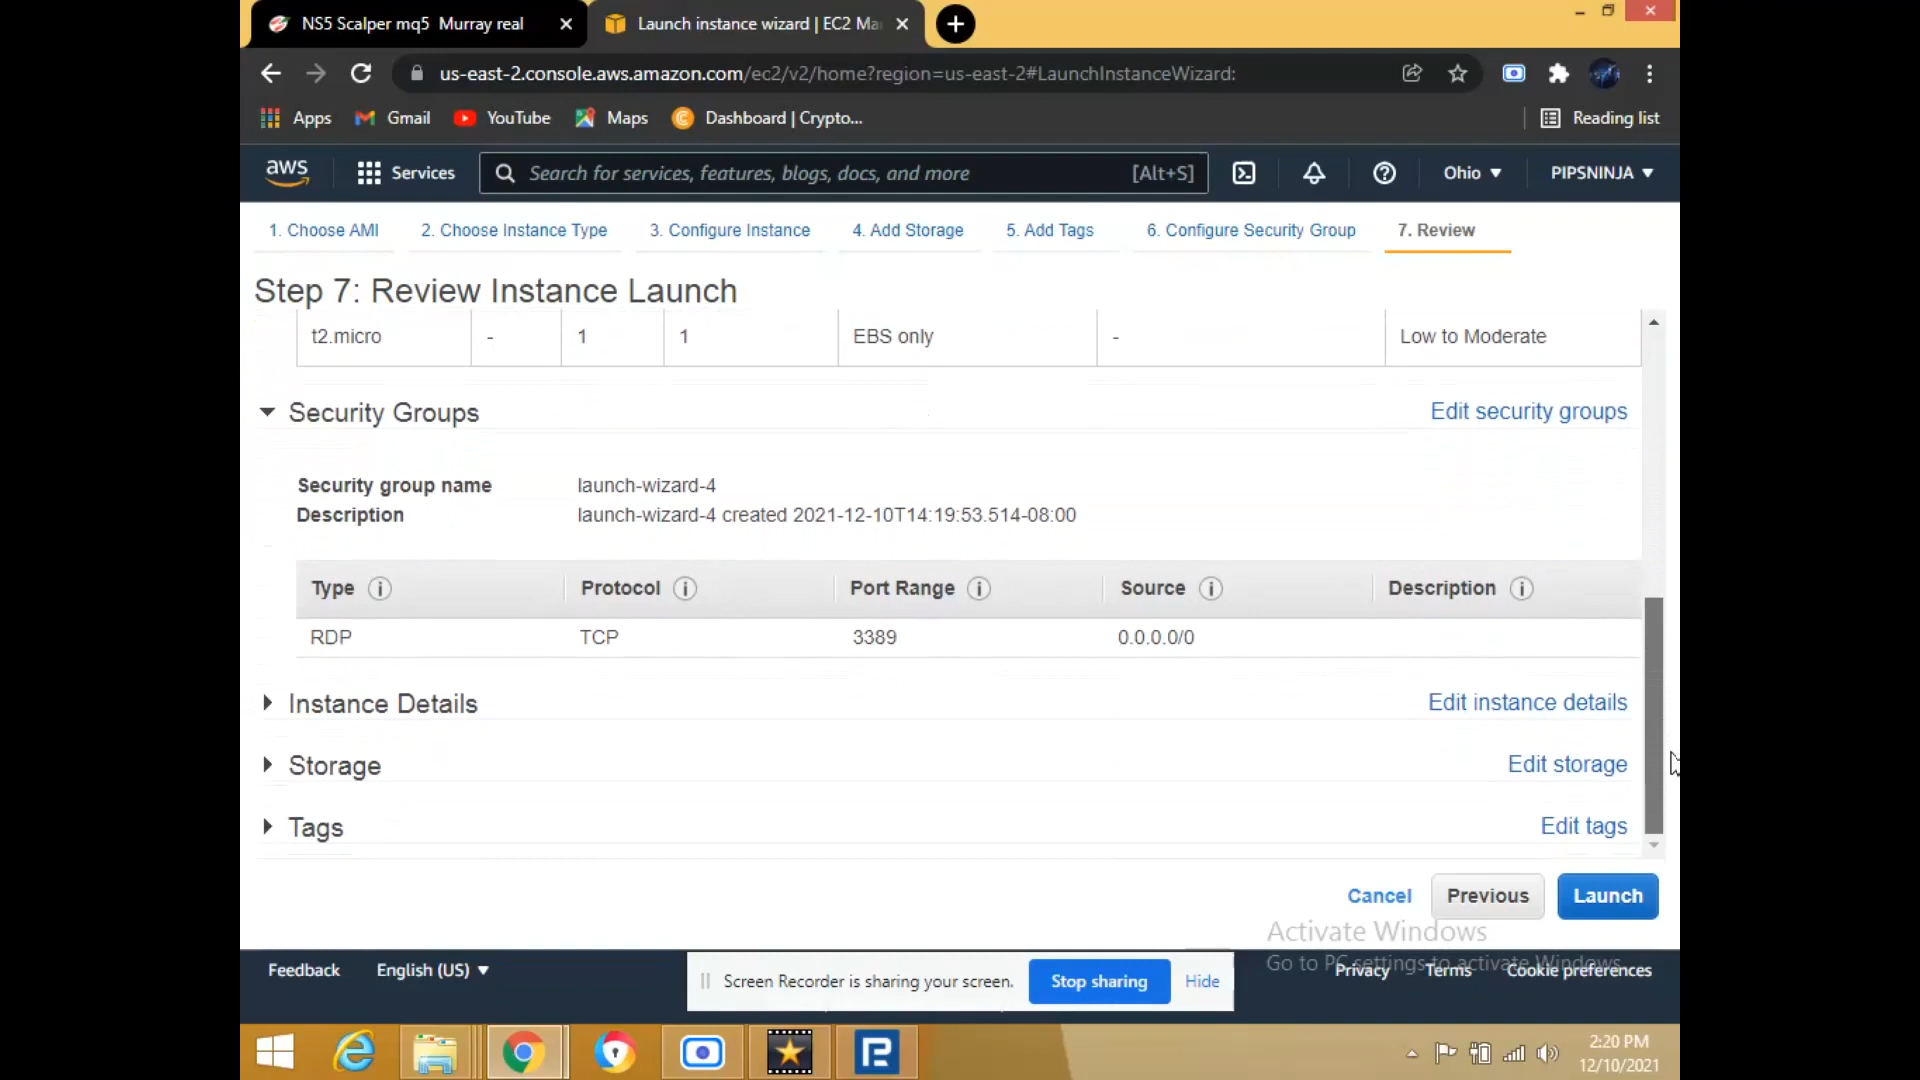 NS5 Scalper mq5 Murray real
Launch instance wizard | EC2 Ma
us-east-2.console.aws.amazon.com/ec2/v2/home?region=us-east-2#LaunchInstanceWizard:
Apps
Gmail
YouTube
Maps
Dashboard | Crypto...
Reading list
aws
Services
Search for services, features, blogs, docs, and more
[Alt+S]
Ohio
PIPSNINJA
1. Choose AMI
2. Choose Instance Type
3. Configure Instance
4. Add Storage
5. Add Tags
6. Configure Security Group
7. Review
Step 7: Review Instance Launch
t2.micro - 1 1 EBS only - Low to Moderate
Security Groups
Edit security groups
Security group name launch-wizard-4
Description launch-wizard-4 created 2021-12-10T14:19:53.514-08:00
Type Protocol Port Range Source Description
RDP TCP 3389 0.0.0.0/0
Instance Details
Edit instance details
Storage
Edit storage
Tags
Edit tags
Cancel
Previous
Launch
Activate Windows
Go to PC settings to activate Windows.
Feedback
English (US)
Privacy
Terms
Cookie preferences
Screen Recorder is sharing your screen.
Stop sharing
Hide
2:20 PM
12/10/2021